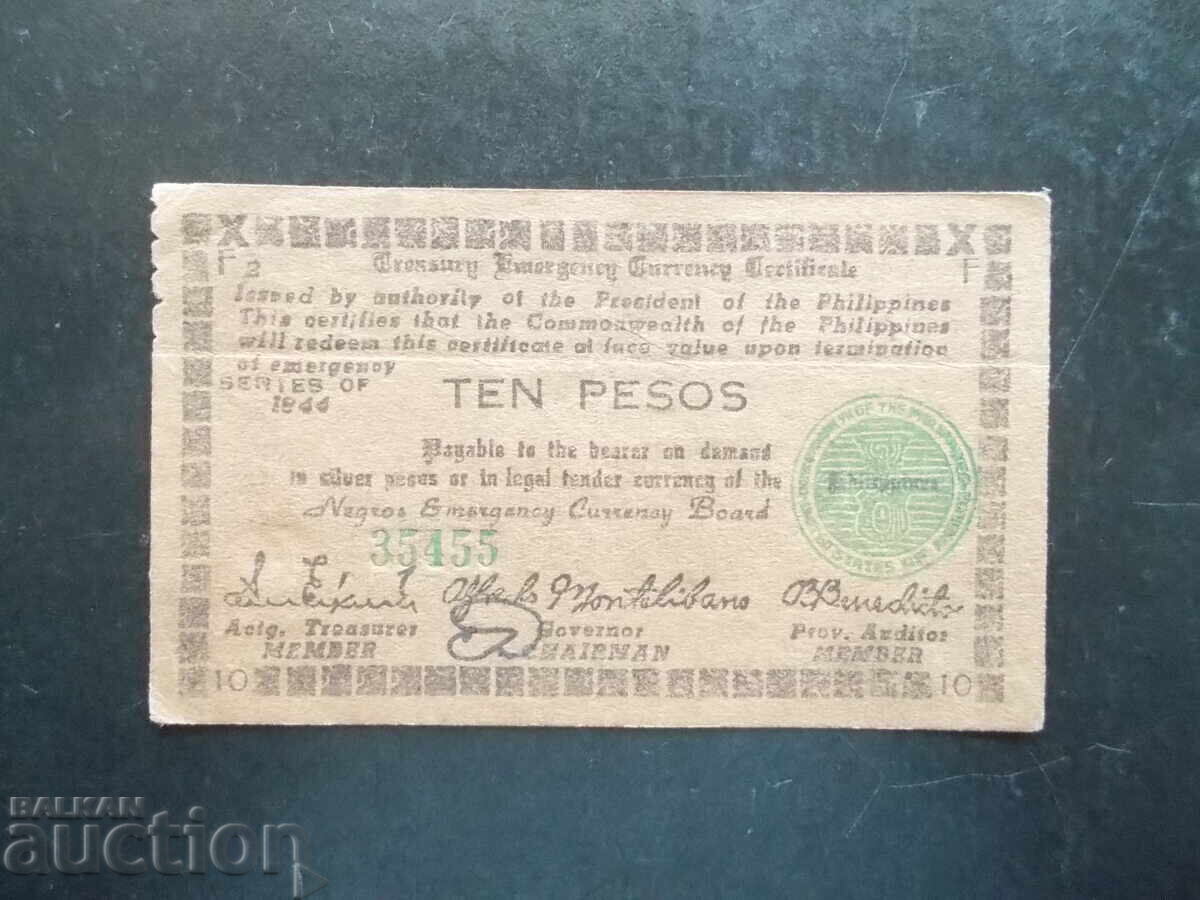 X X
F2 Treasury Emergency Currency Certificate F
Issued by authority of the President of the Philippines
This certifies that the Commonwealth of the Philippines
will redeem this certificate at face value upon termination
of emergency
SERIES OF
1944
TEN PESOS
Payable to the bearer on demand
in silver pesos or in legal tender currency of the
Negros Emergency Currency Board
Philippines
35455
Alfredo Montelibano BBenedicto
Actg. Treasurer Governor Prov. Auditor
MEMBER CHAIRMAN MEMBER
10 10
BALKAN
auction